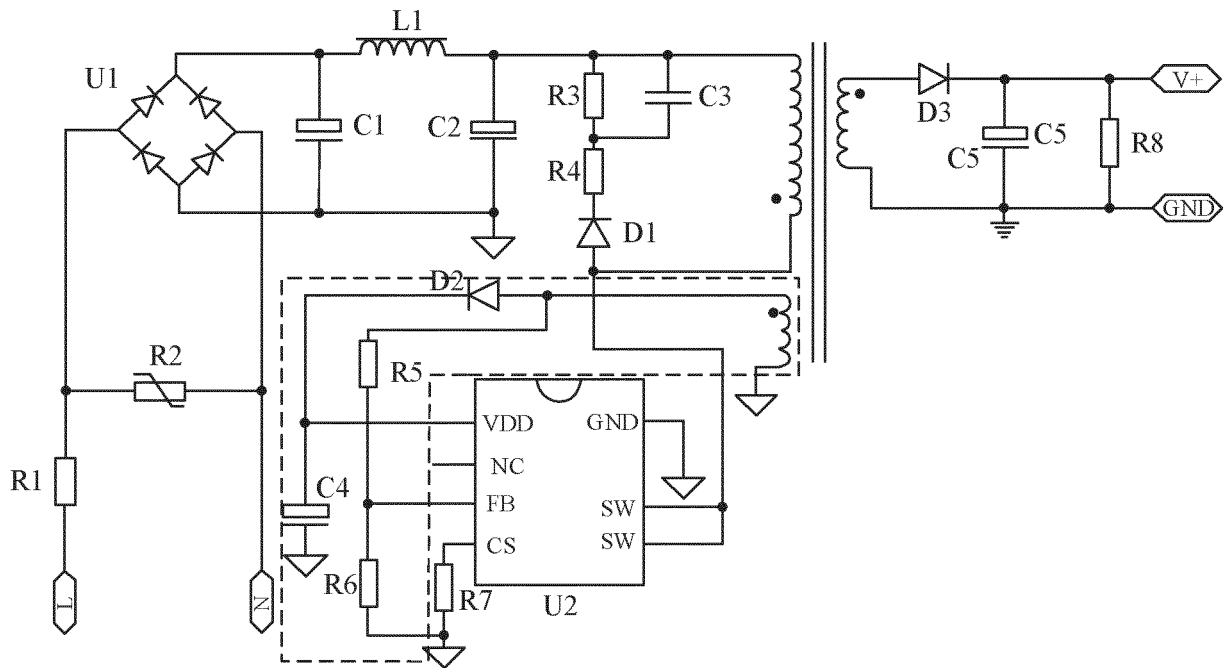 L1
U1
R3
C3
V+
D3
C1
C2
C5
C5
R8
R4
GND
D1
D2
R2
R5
VDD
GND
R1
NC
C4
FB
SW
CS
SW
R6
R7
U2
L
N